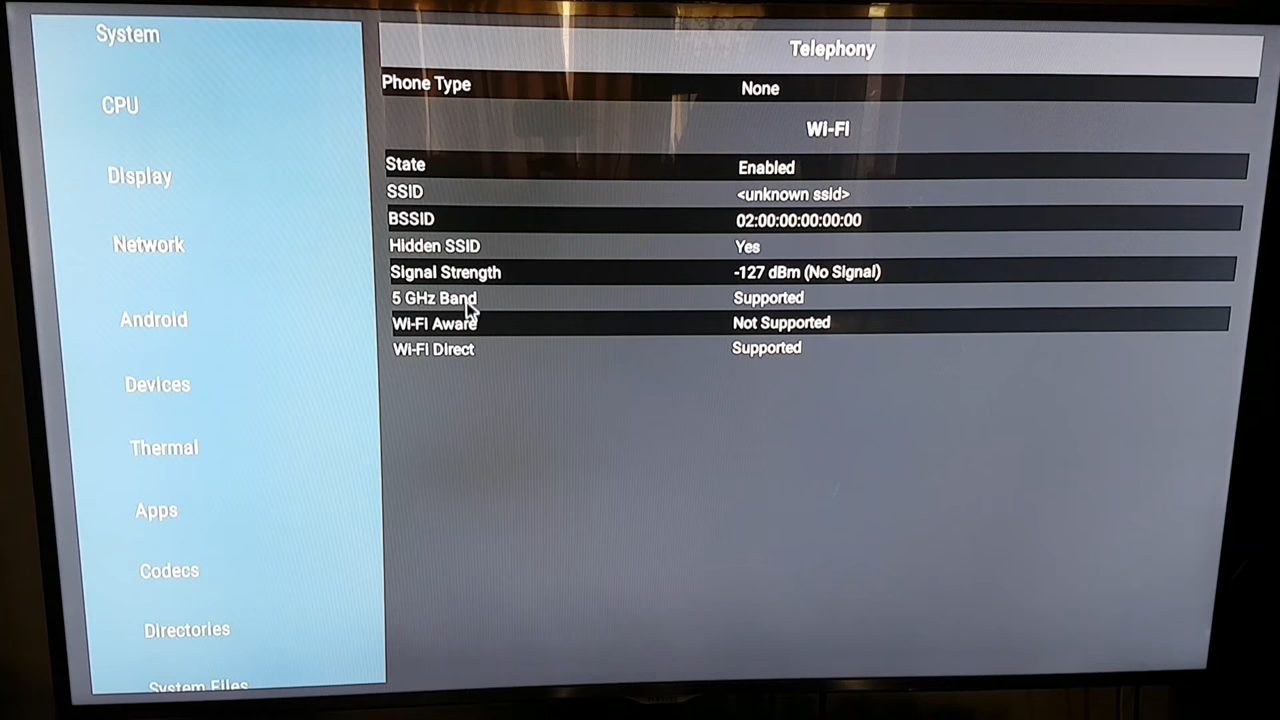 System
CPU
Display
Network
Android
Devices
Thermal
Apps
Codecs
Directories
System Files
Telephony
Phone Type None
Wi-Fi
State Enabled
SSID <unknown ssid>
BSSID 02:00:00:00:00:00
Hidden SSID Yes
Signal Strength -127 dBm (No Signal)
5 GHz Band Supported
Wi-Fi Aware Not Supported
Wi-Fi Direct Supported